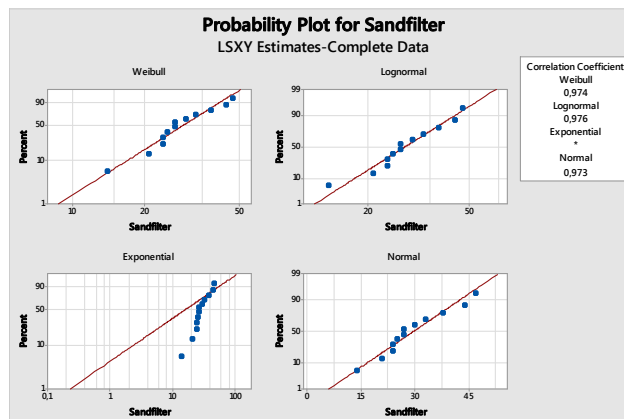 Probability Plot for Sandfilter
LSXY Estimates-Complete Data
Weibull
Lognormal
Percent
90
50
10
1
10
20
50
Sandfilter
Percent
99
90
50
10
1
20
50
Sandfilter
Correlation Coefficient
Weibull
0,974
Lognormal
0,976
Exponential
*
Normal
0,973
Exponential
Normal
Percent
90
50
10
1
0,1
1
10
100
Sandfilter
Percent
99
90
50
10
1
0
15
30
45
Sandfilter